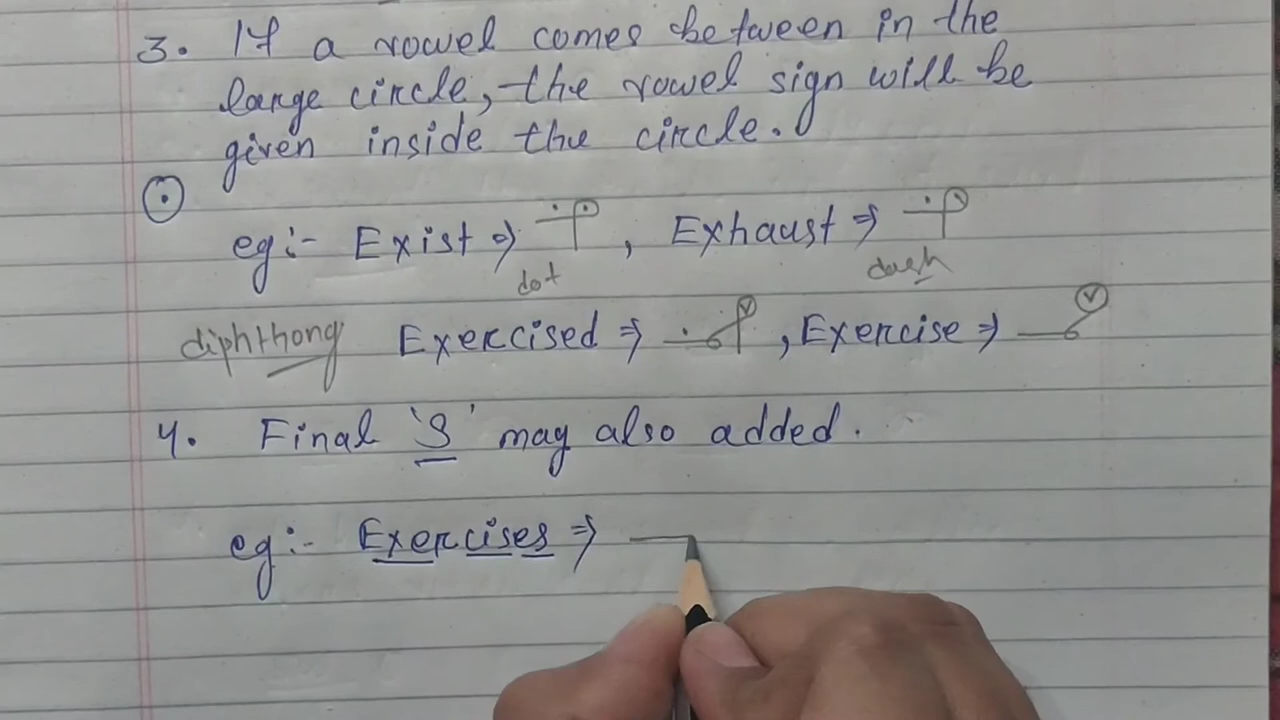 3. If a vowel comes between in the
large circle, the vowel sign will be
given inside the circle.
eg:- Exist ⇒ , Exhaust ⇒
dot dash
diphthong Exercised ⇒ , Exercise ⇒
4. Final 'S' may also added.
eg:- Exercises ⇒